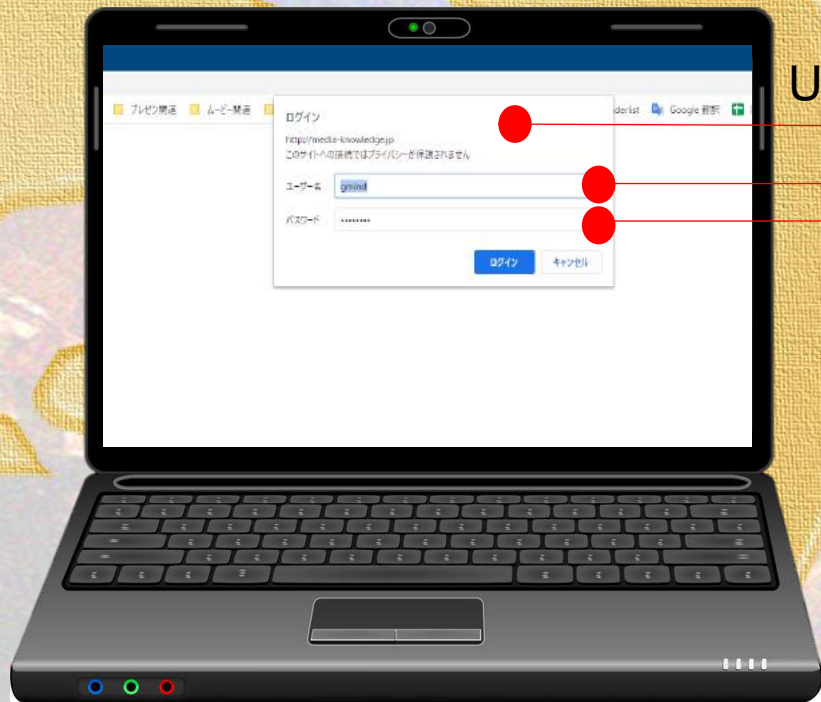 U
プレゼン関連 ムービー関連 derlist Google 翻訳
ログイン
http://media-knowledge.jp
このサイトへの接続ではプライバシーが保護されません
ユーザー名 gmind
パスワード ••••••••
ログイン キャンセル